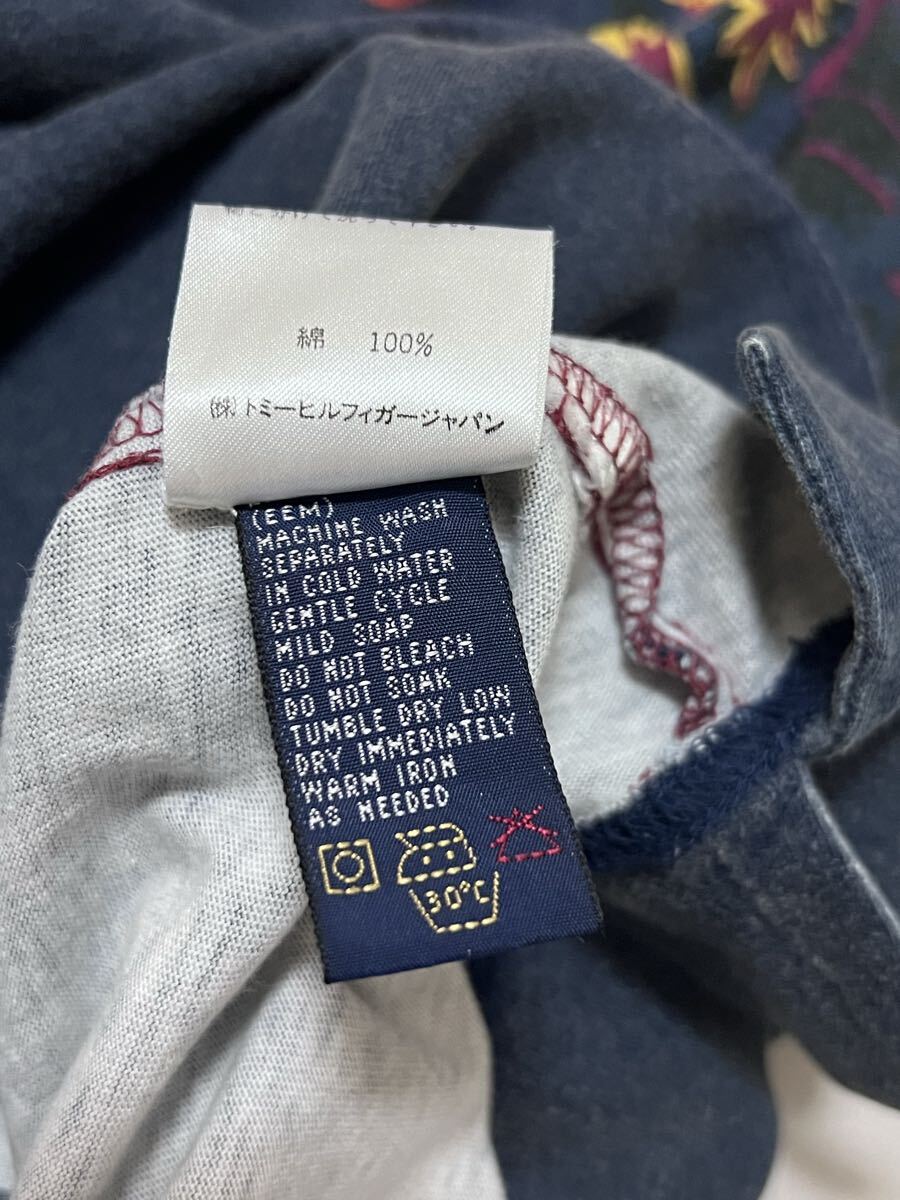 綿 100%
㈱トミーヒルフィガージャパン
(EEM)
MACHINE WASH
SEPARATELY
IN COLD WATER
GENTLE CYCLE
MILD SOAP
DO NOT BLEACH
DO NOT SOAK
TUMBLE DRY LOW
DRY IMMEDIATELY
WARM IRON
AS NEEDED
30°C